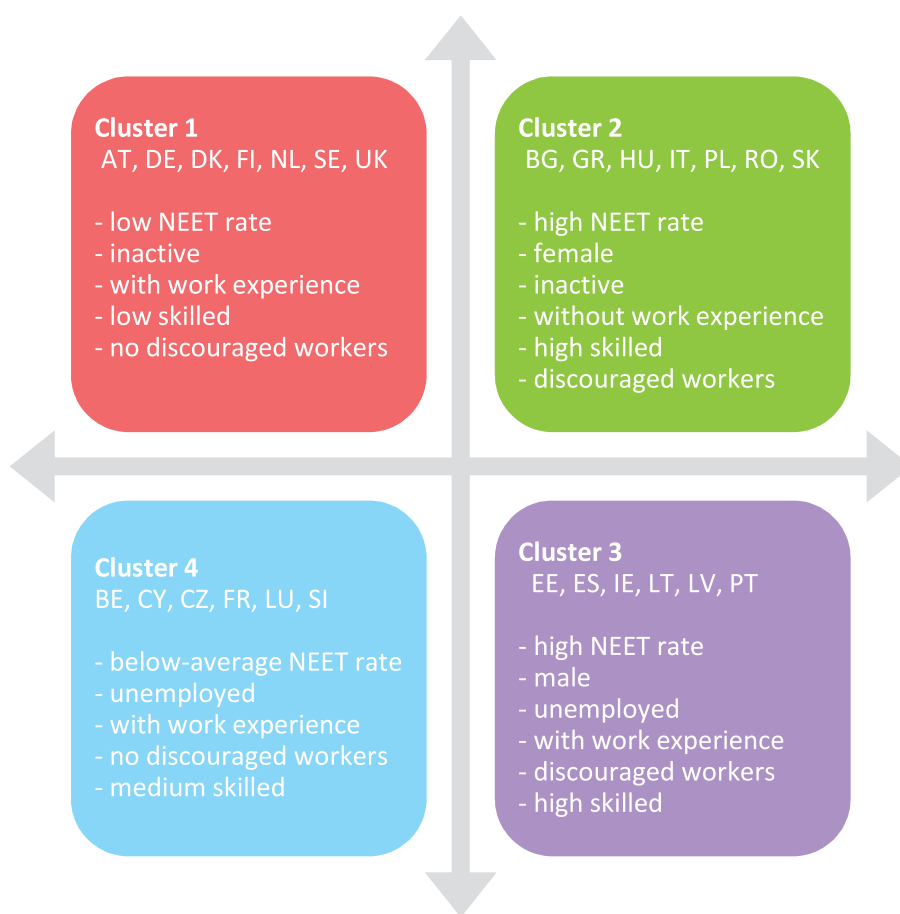 Cluster 1
AT, DE, DK, FI, NL, SE, UK
- low NEET rate
- inactive
- with work experience
- low skilled
- no discouraged workers
Cluster 2
BG, GR, HU, IT, PL, RO, SK
- high NEET rate
- female
- inactive
- without work experience
- high skilled
- discouraged workers
Cluster 4
BE, CY, CZ, FR, LU, SI
- below-average NEET rate
- unemployed
- with work experience
- no discouraged workers
- medium skilled
Cluster 3
EE, ES, IE, LT, LV, PT
- high NEET rate
- male
- unemployed
- with work experience
- discouraged workers
- high skilled